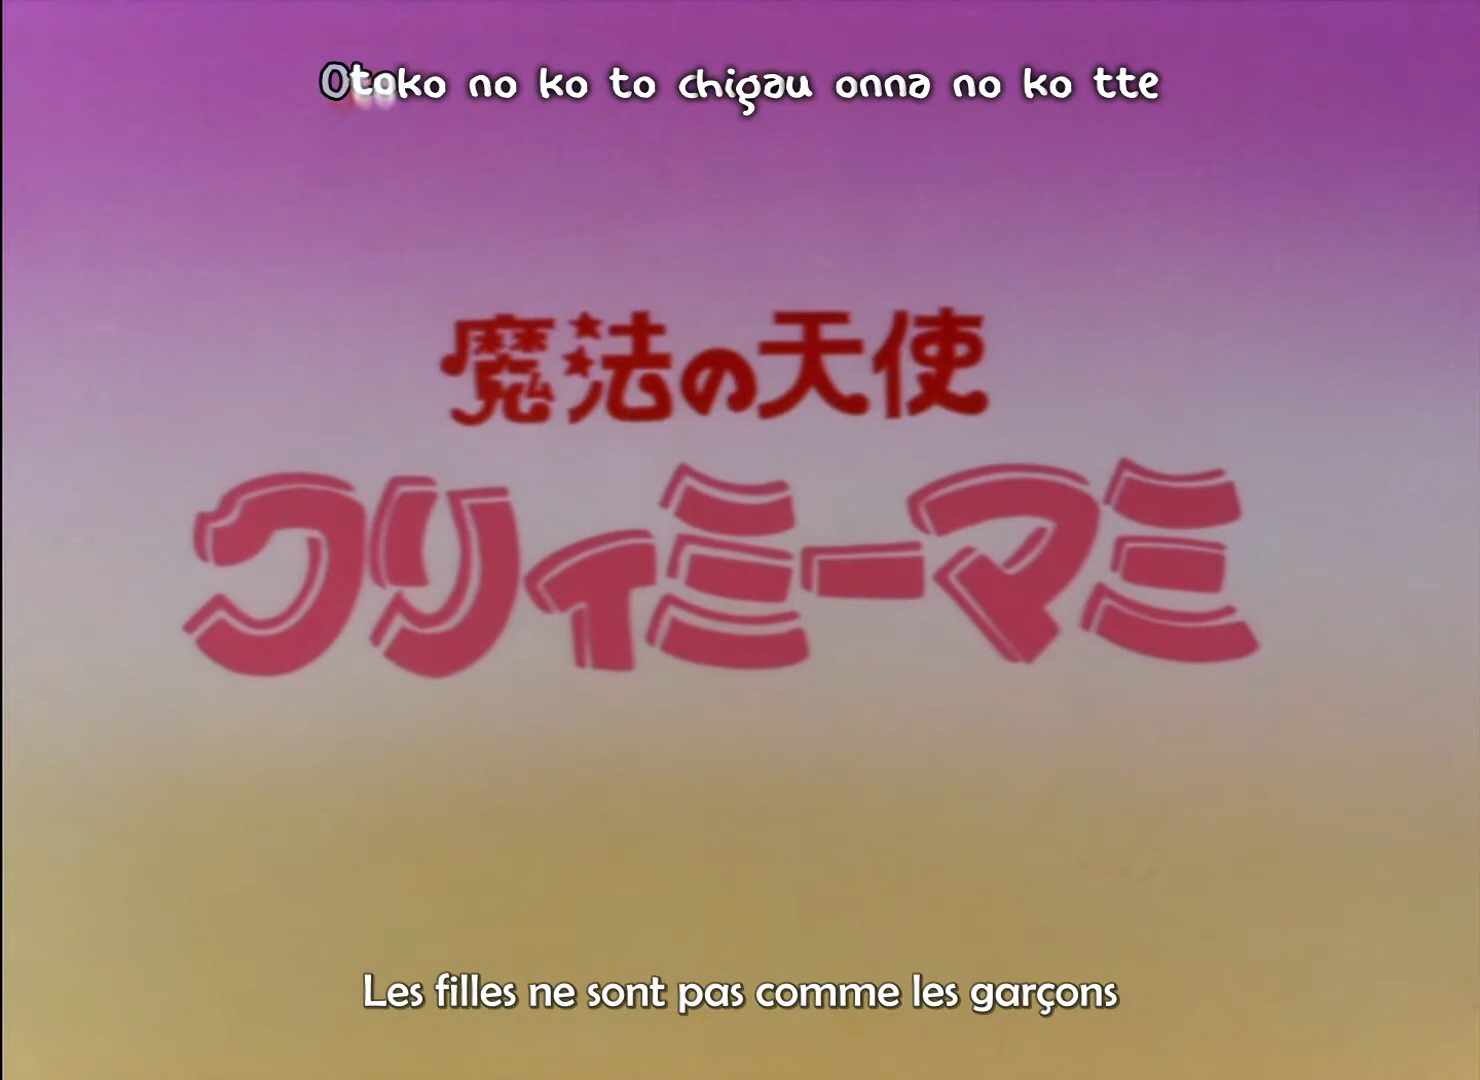 Otoko no ko to chigau onna no ko tte
魔法の天使
クリィミーマミ
Les filles ne sont pas comme les garçons